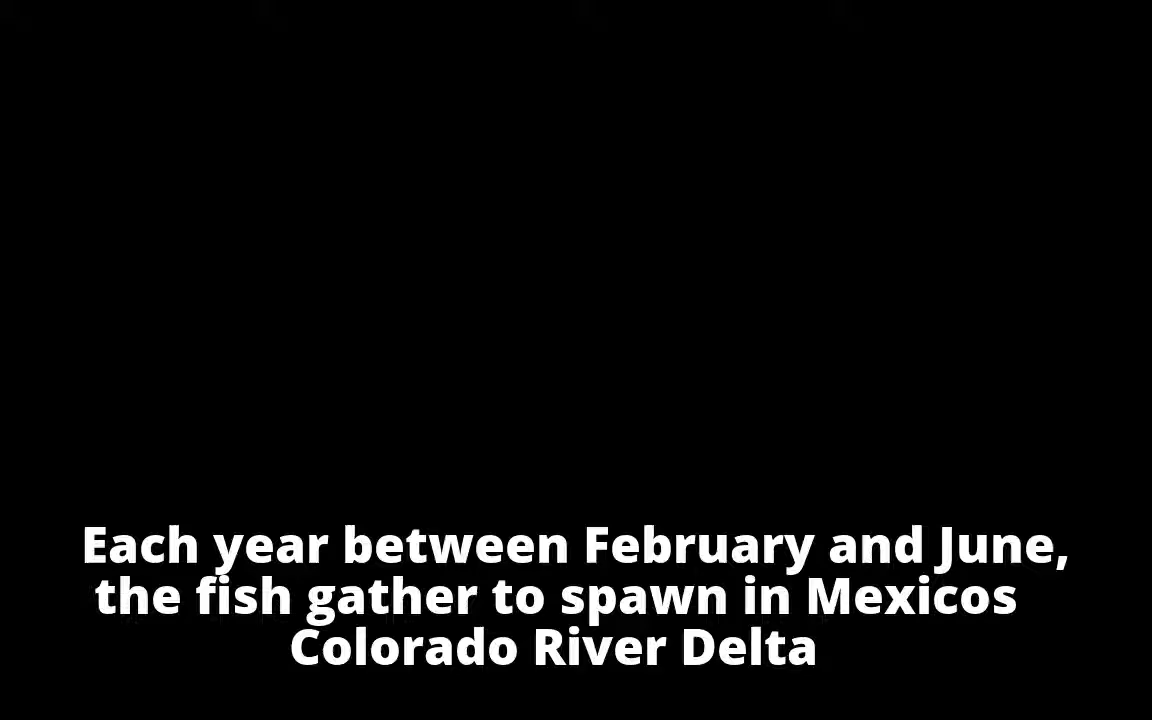 Each year between February and June,
the fish gather to spawn in Mexicos
Colorado River Delta